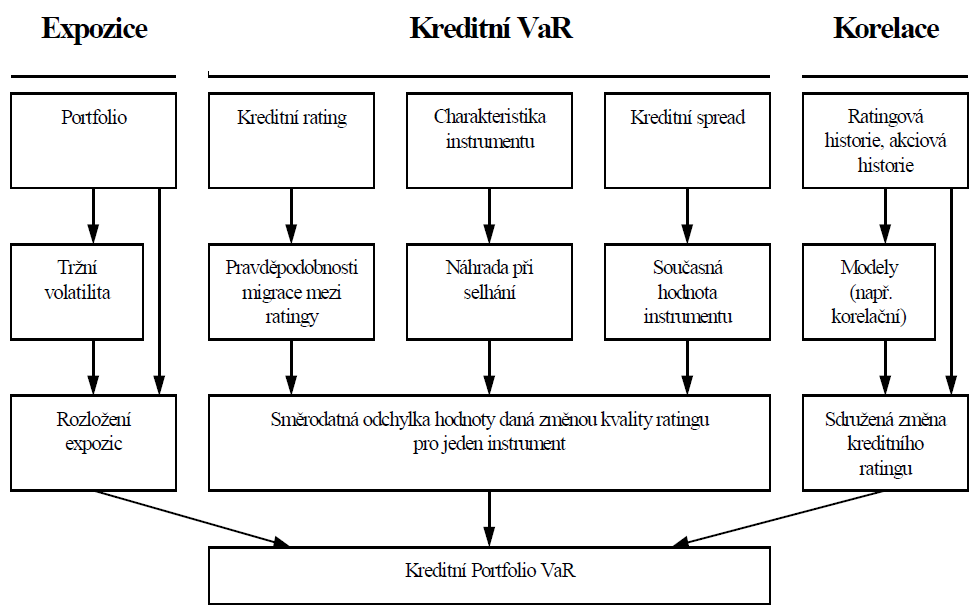 Expozice
Kreditní VaR
Korelace
Portfolio
Kreditní rating
Charakteristika
instrumentu
Kreditní spread
Ratingová
historie, akciová
historie
Tržní
volatilita
Pravděpodobnosti
migrace mezi
ratingy
Náhrada při
selhání
Současná
hodnota
instrumentu
Modely
(např.
korelační)
Rozložení
expozic
Směrodatná odchylka hodnoty daná změnou kvality ratingu
pro jeden instrument
Sdružená změna
kreditního
ratingu
Kreditní Portfolio VaR